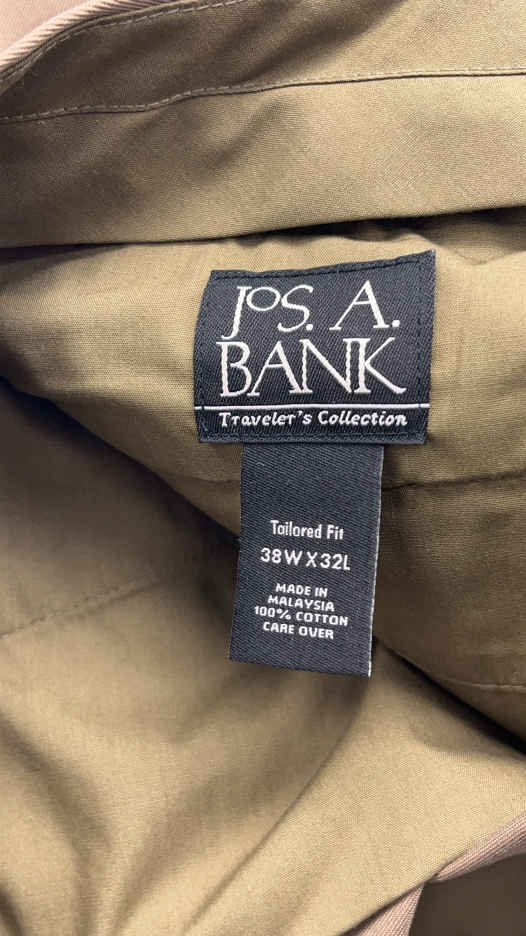 JOS. A.
BANK
Traveler's Collection
Tailored Fit
38W X 32L
MADE IN
MALAYSIA
100% COTTON
CARE OVER